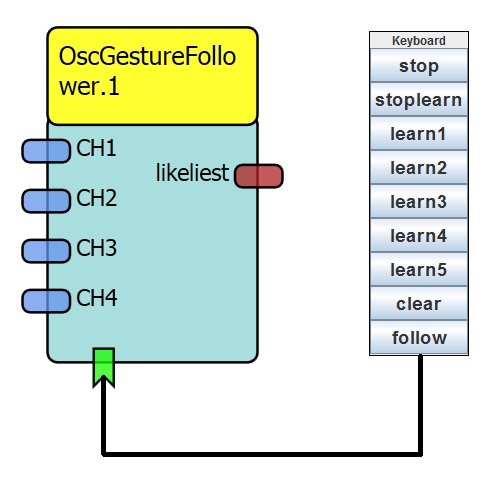 OscGestureFollo
wer.1
CH1
CH2
CH3
CH4
likeliest
Keyboard
stop
stoplearn
learn1
learn2
learn3
learn4
learn5
clear
follow